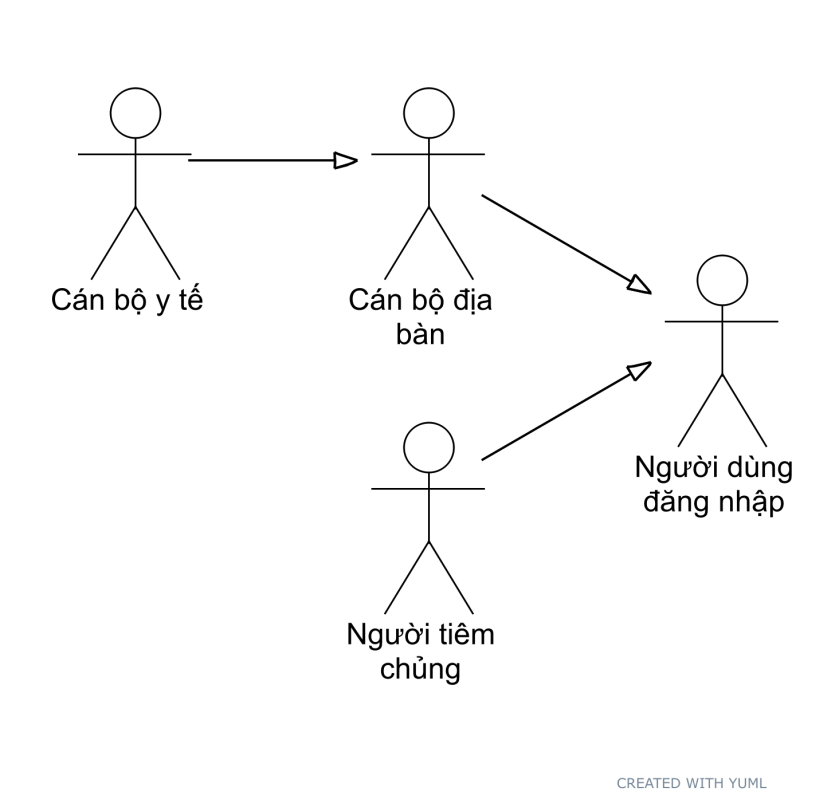 Cán bộ y tế
Cán bộ địa
bàn
Người dùng
đăng nhập
Người tiêm
chủng
CREATED WITH YUML